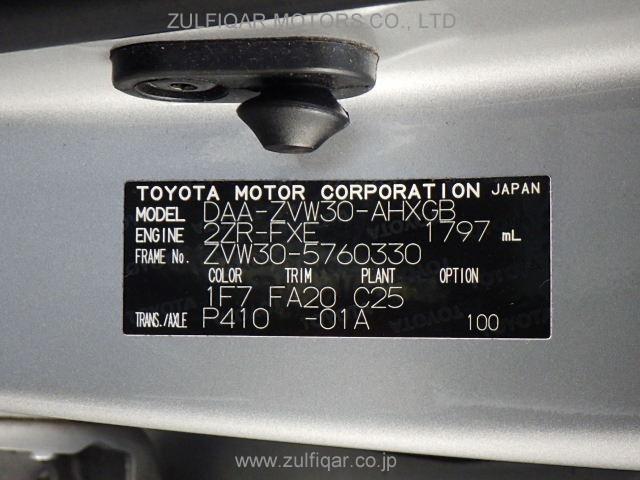 ZULFIQAR MOTORS CO., LTD.
TOYOTA MOTOR CORPORATION JAPAN
MODEL DAA-ZVW30-AHXGB
ENGINE 2ZR-FXE 1797 mL
FRAME No. ZVW30-5760330
COLOR TRIM PLANT OPTION
1F7 FA20 C25
TRANS./AXLE P410 -01A 100
www.zulfiqar.co.jp